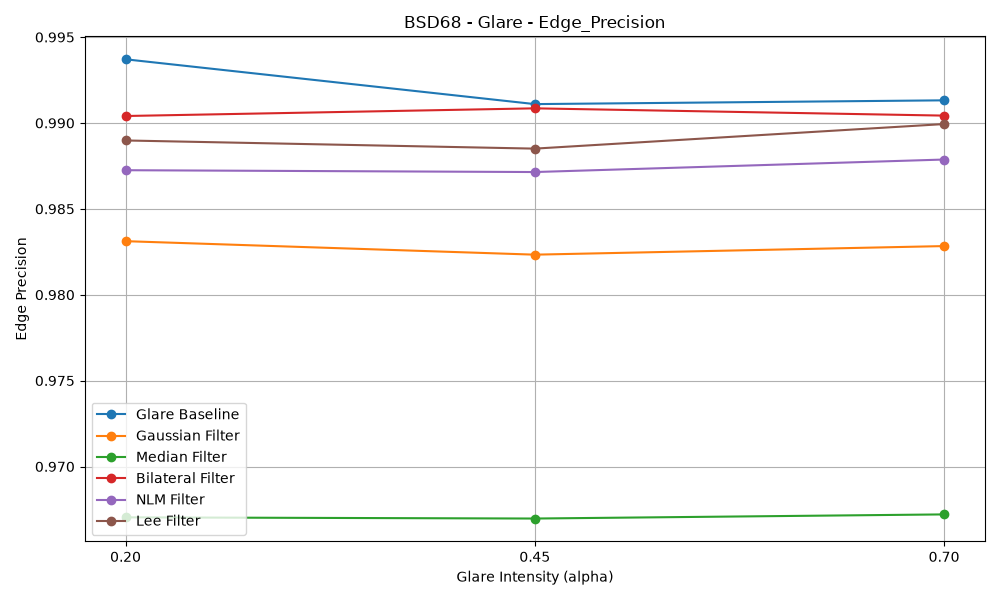 BSD68 - Glare - Edge_Precision
0.995
0.990
0.985
0.980
0.975
0.970
Edge Precision
Glare Baseline
Gaussian Filter
Median Filter
Bilateral Filter
NLM Filter
Lee Filter
0.20
0.45
0.70
Glare Intensity (alpha)